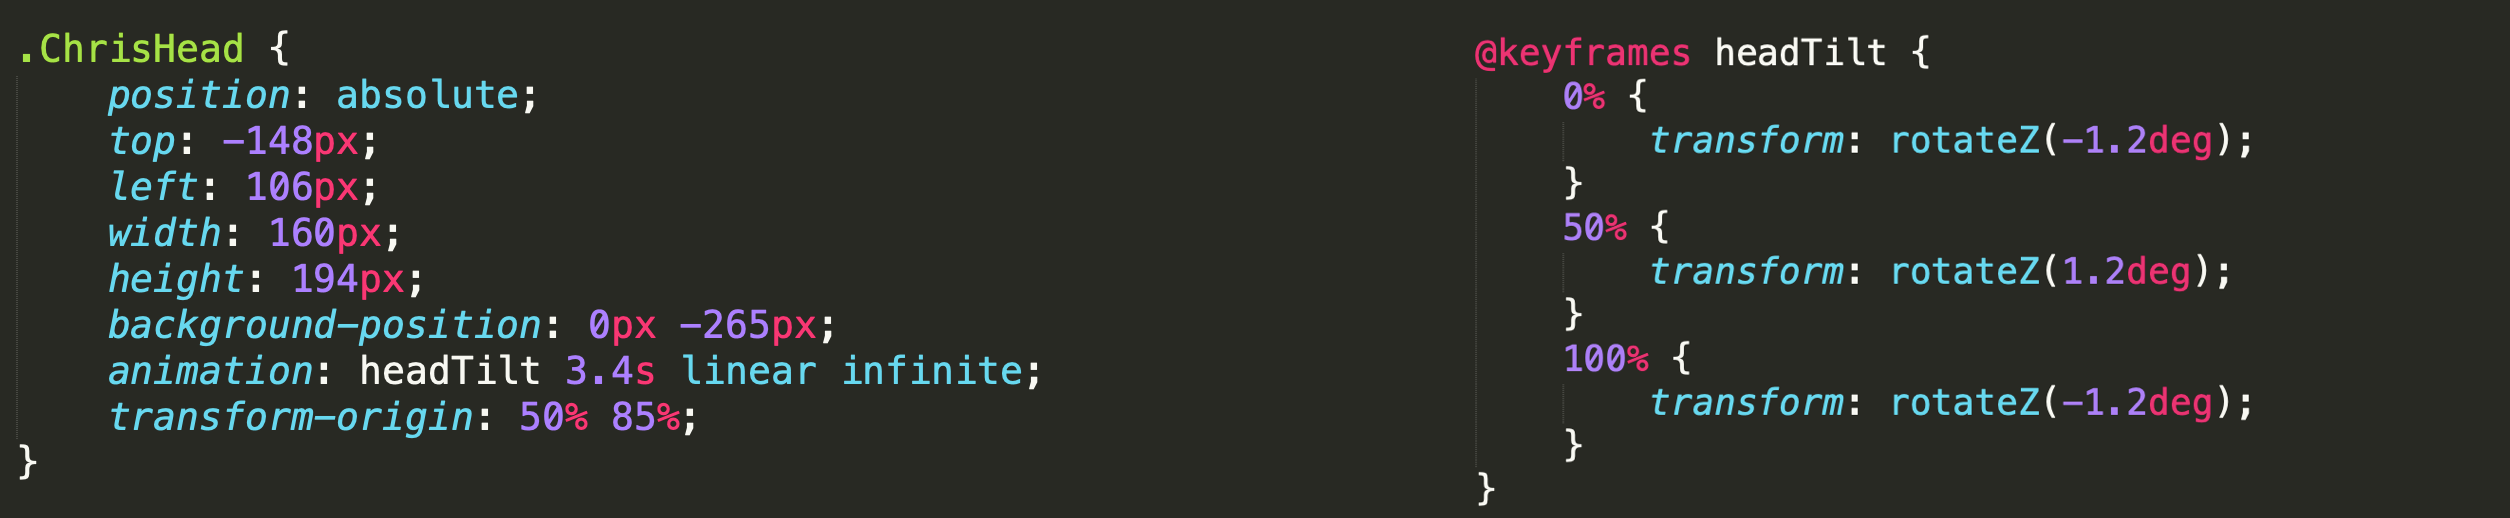 .ChrisHead {
    position: absolute;
    top: -148px;
    left: 106px;
    width: 160px;
    height: 194px;
    background-position: 0px -265px;
    animation: headTilt 3.4s linear infinite;
    transform-origin: 50% 85%;
}
@keyframes headTilt {
    0% {
        transform: rotateZ(-1.2deg);
    }
    50% {
        transform: rotateZ(1.2deg);
    }
    100% {
        transform: rotateZ(-1.2deg);
    }
}